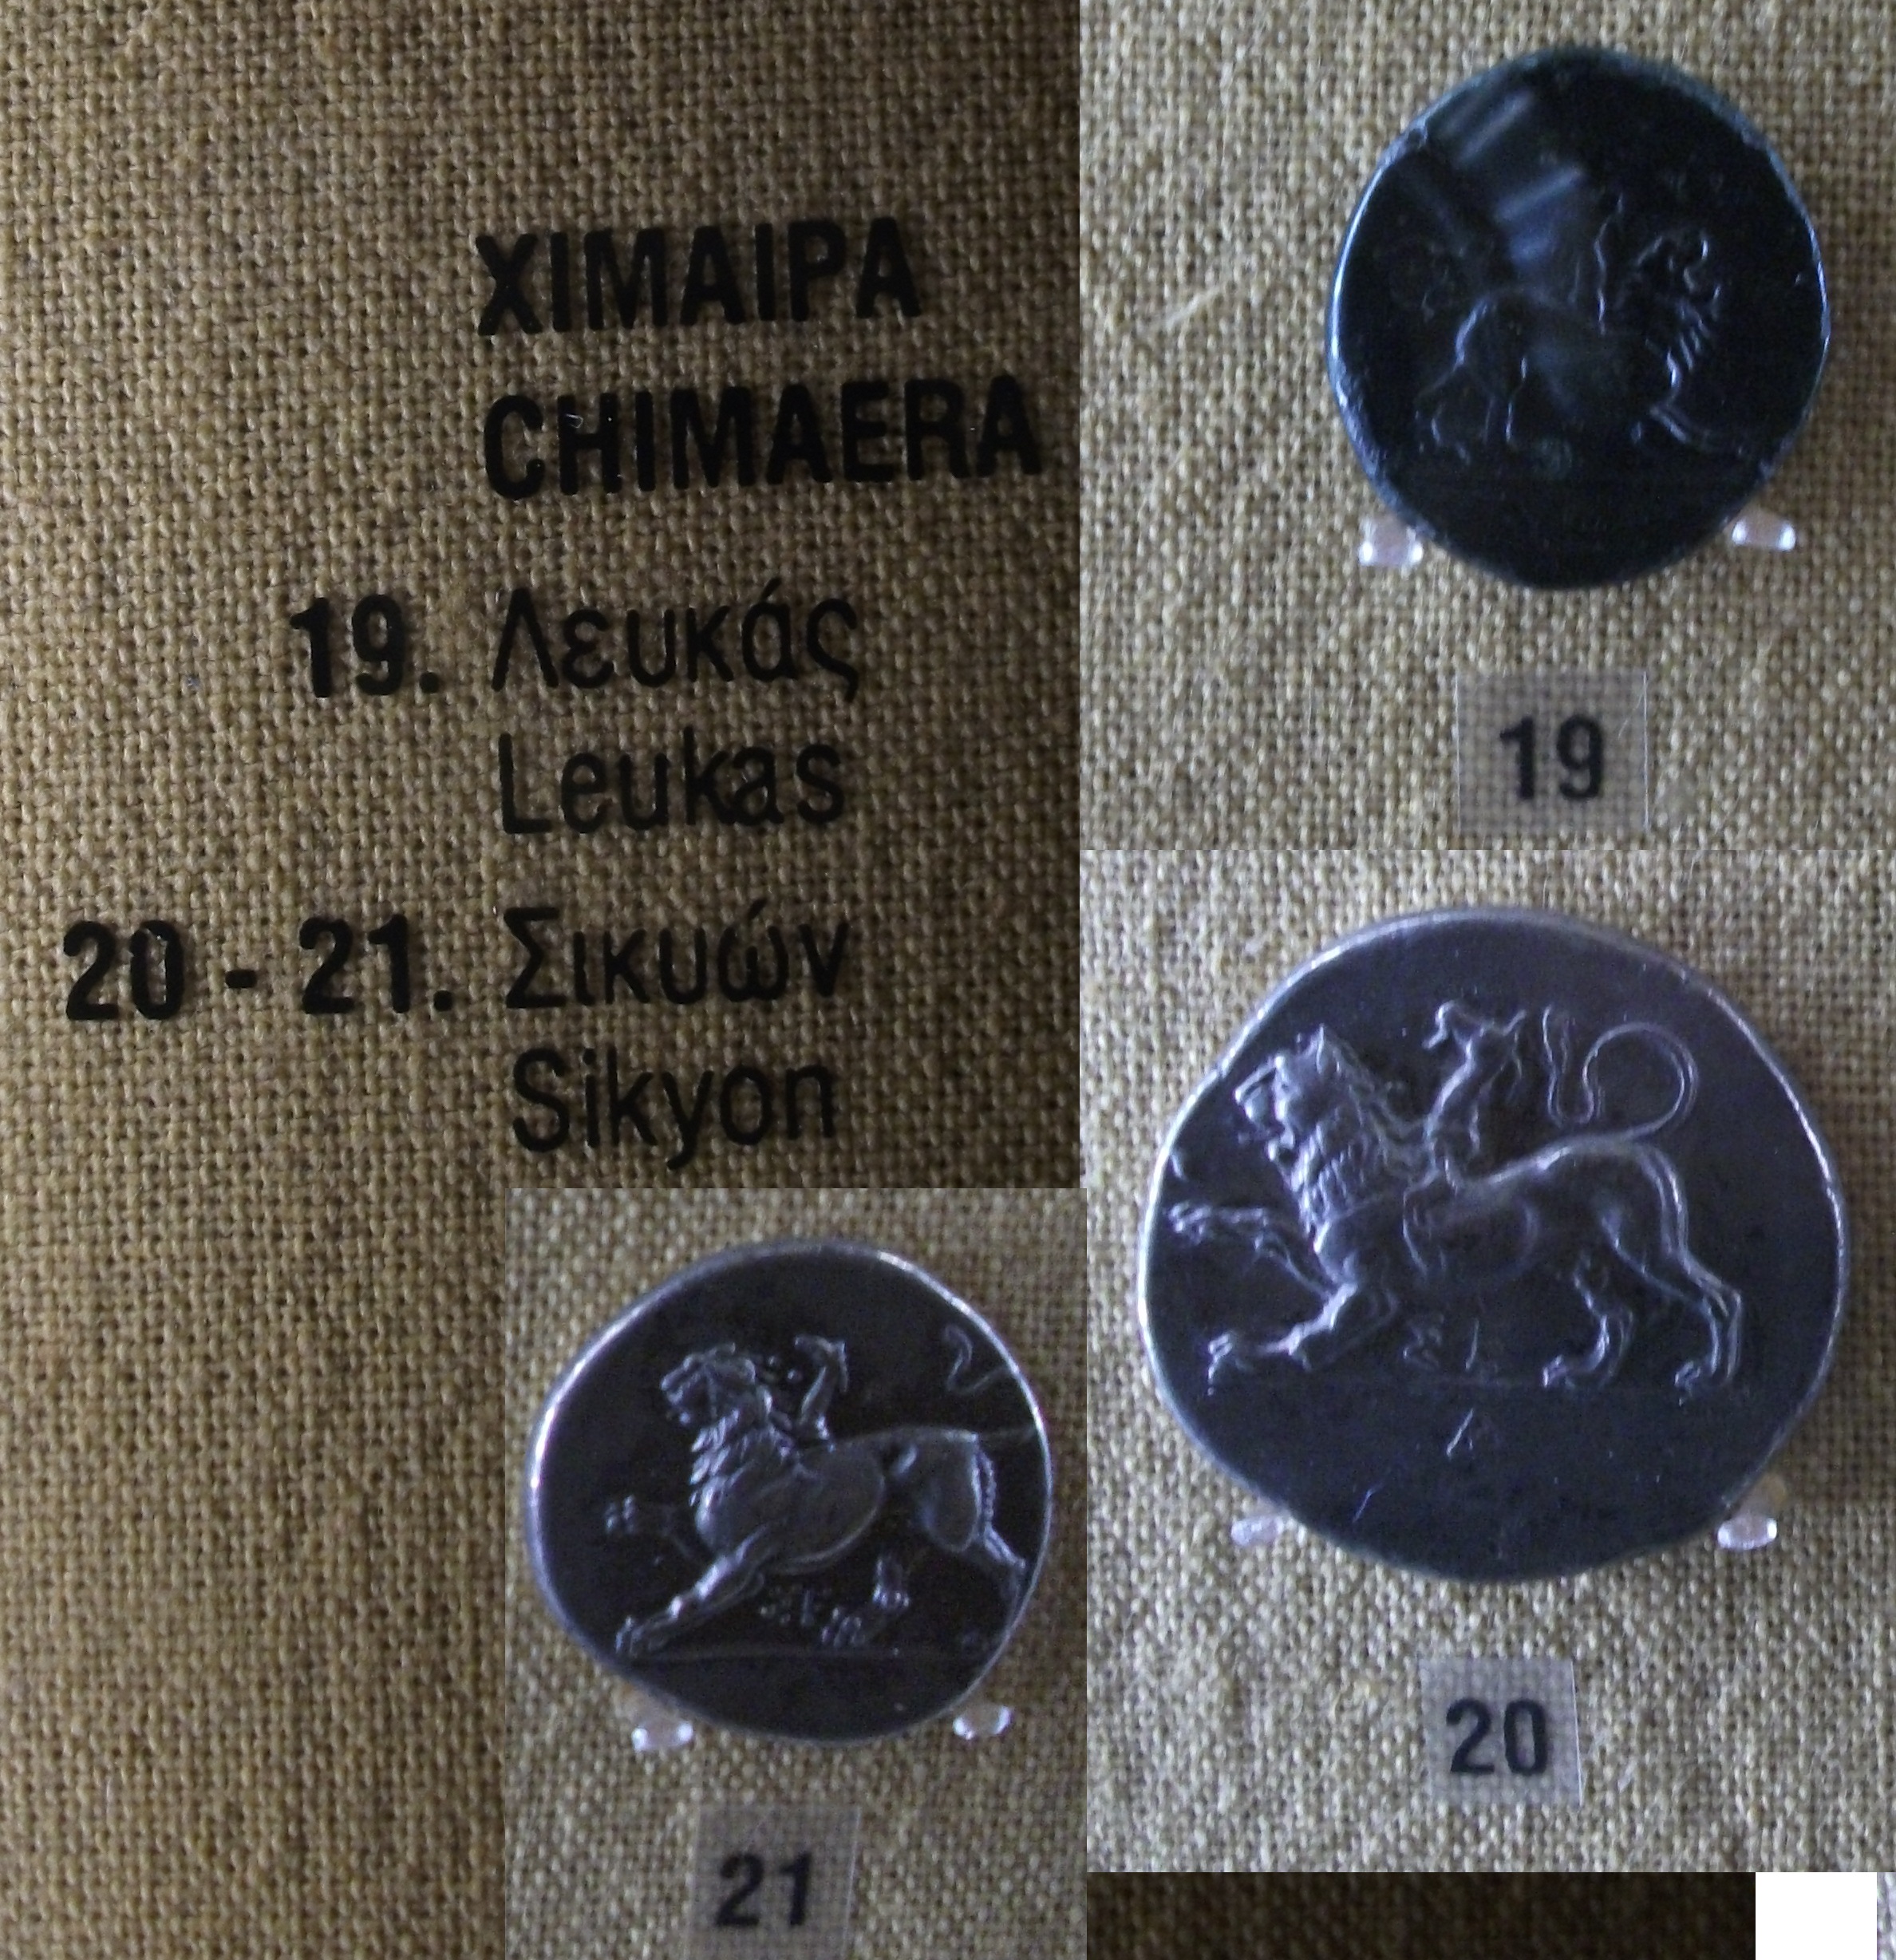 ΧΙΜΑΙΡΑ
CHIMAERA
19. Λευκάς
Leukas
20 - 21. Σικυών
Sikyon
19
20
21